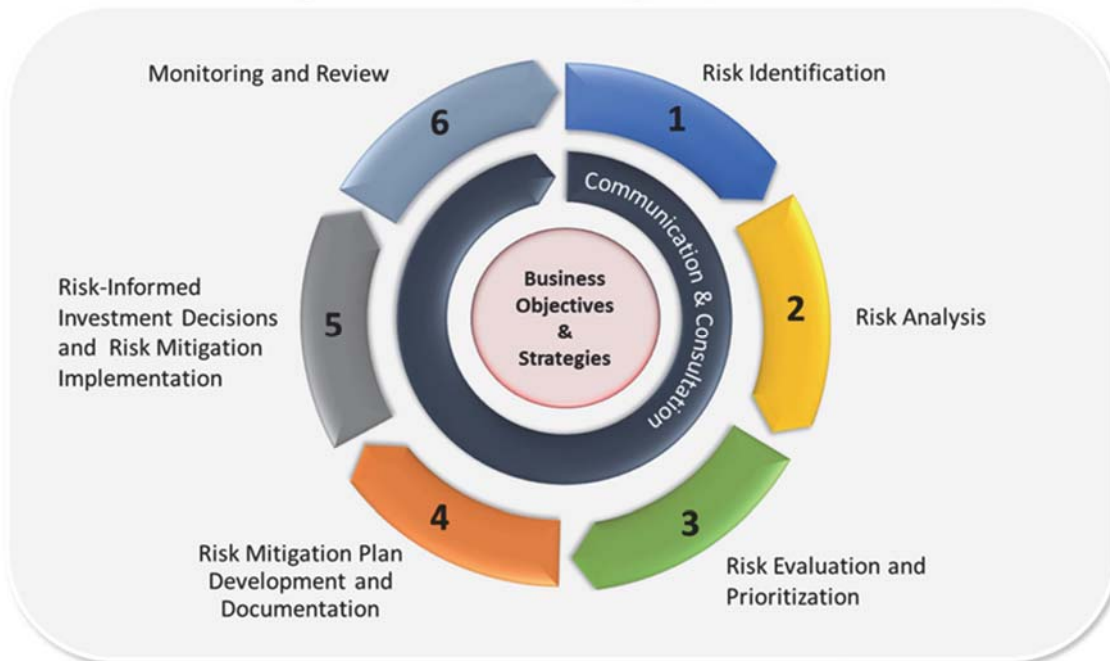 1
Risk Identification
2
Risk Analysis
3
Risk Evaluation and
Prioritization
4
Risk Mitigation Plan
Development and
Documentation
5
Risk-Informed
Investment Decisions
and Risk Mitigation
Implementation
6
Monitoring and Review
Communication & Consultation
Business
Objectives
&
Strategies